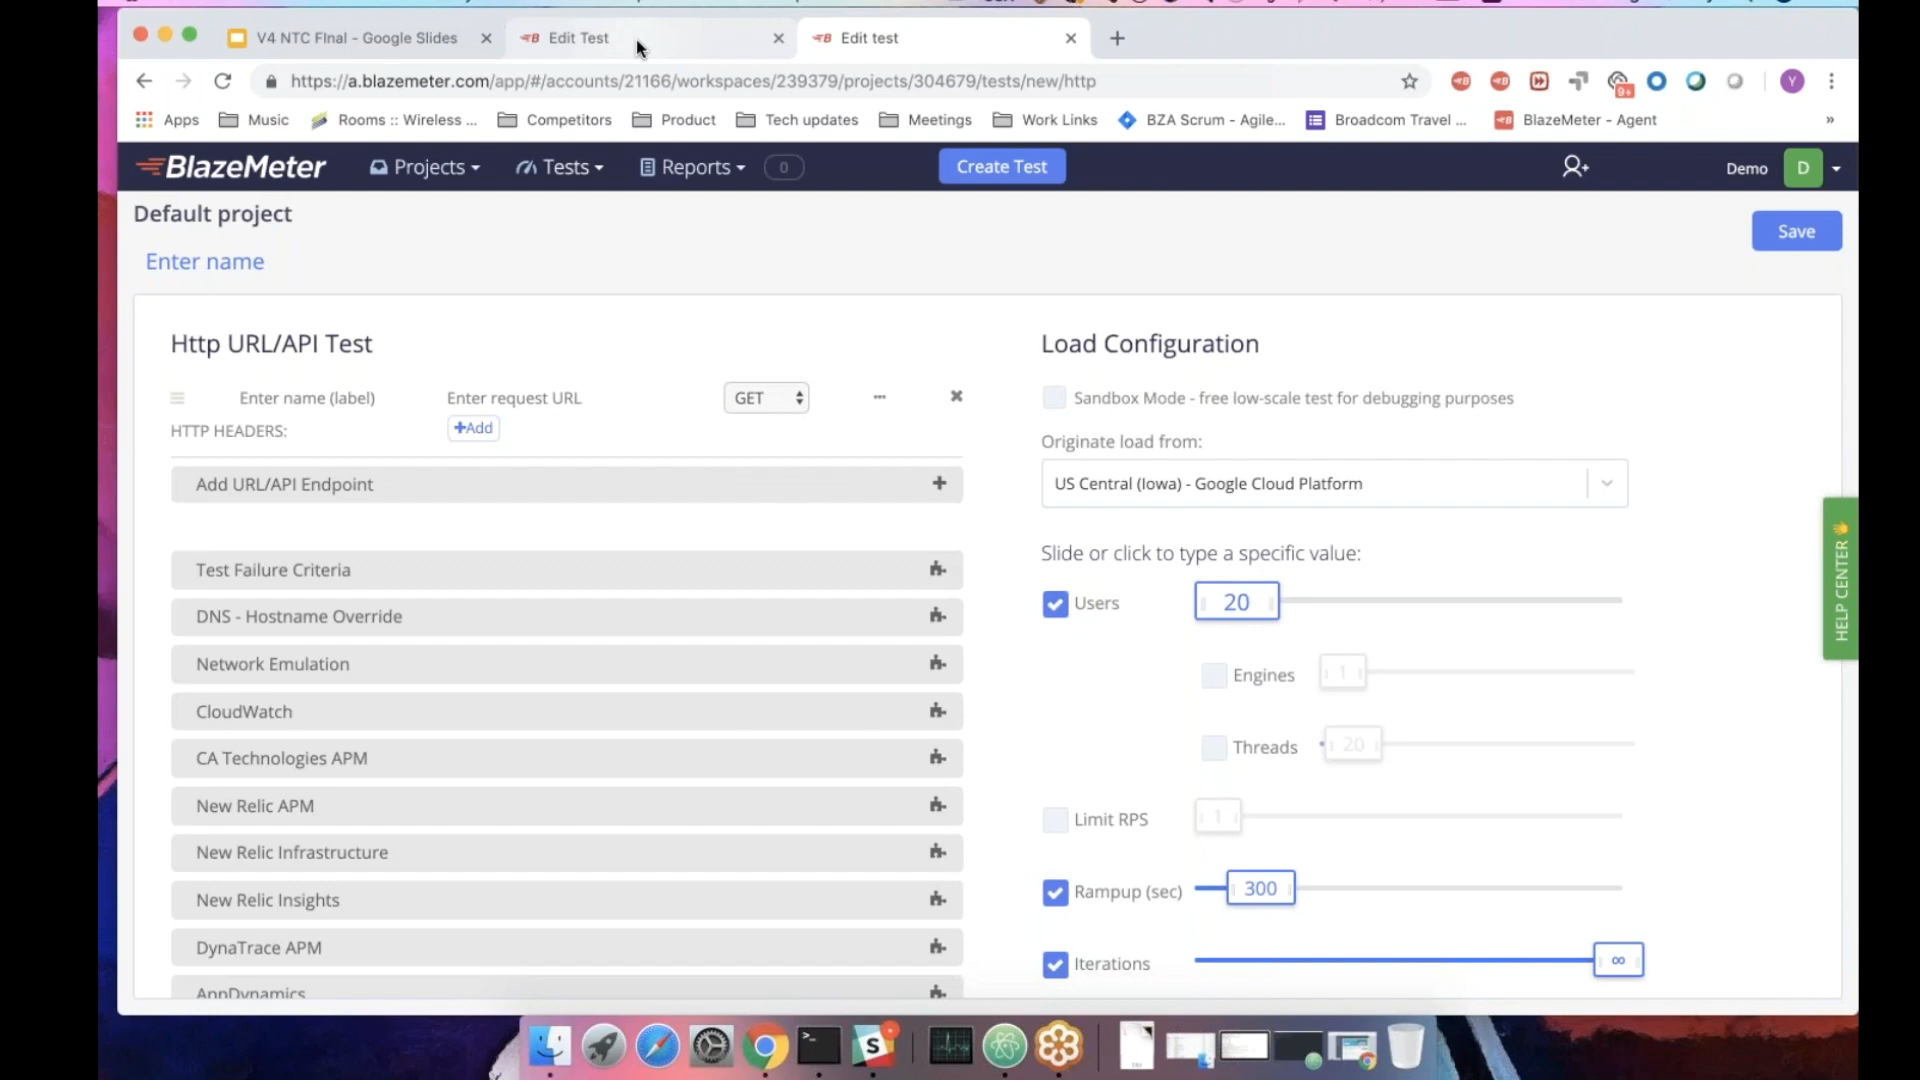 V4 NTC FInal - Google Slides
Edit Test
Edit test
https://a.blazemeter.com/app/#/accounts/21166/workspaces/239379/projects/304679/tests/new/http
9+
Y
Apps
Music
Rooms :: Wireless ...
Competitors
Product
Tech updates
Meetings
Work Links
BZA Scrum - Agile...
Broadcom Travel ...
BlazeMeter - Agent
»
BlazeMeter
Projects
Tests
Reports
0
Create Test
Demo
D
Default project
Save
Enter name
Http URL/API Test
Enter name (label)
Enter request URL
GET
HTTP HEADERS:
+Add
Add URL/API Endpoint
Test Failure Criteria
DNS - Hostname Override
Network Emulation
CloudWatch
CA Technologies APM
New Relic APM
New Relic Infrastructure
New Relic Insights
DynaTrace APM
AppDynamics
Load Configuration
Sandbox Mode - free low-scale test for debugging purposes
Originate load from:
US Central (Iowa) - Google Cloud Platform
Slide or click to type a specific value:
Users
20
Engines
1
Threads
20
Limit RPS
1
Rampup (sec)
300
Iterations
∞
HELP CENTER